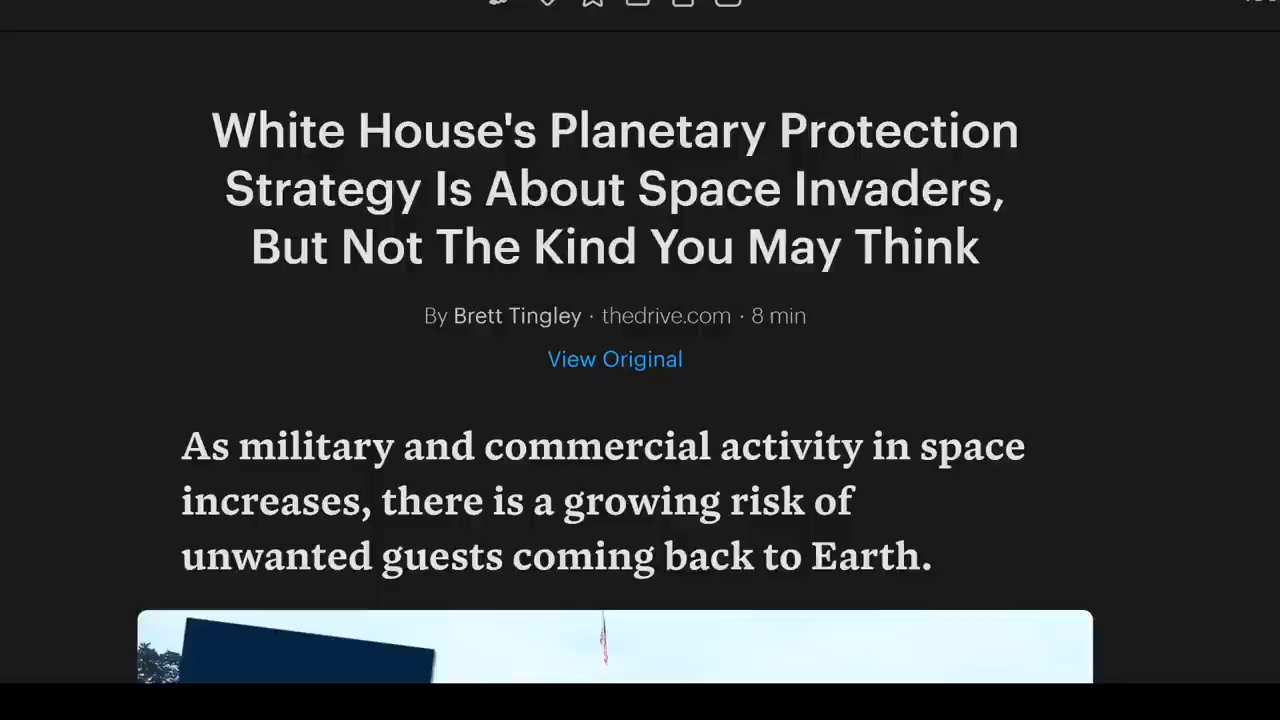 White House's Planetary Protection
Strategy Is About Space Invaders,
But Not The Kind You May Think
By Brett Tingley · thedrive.com · 8 min
View Original
As military and commercial activity in space
increases, there is a growing risk of
unwanted guests coming back to Earth.